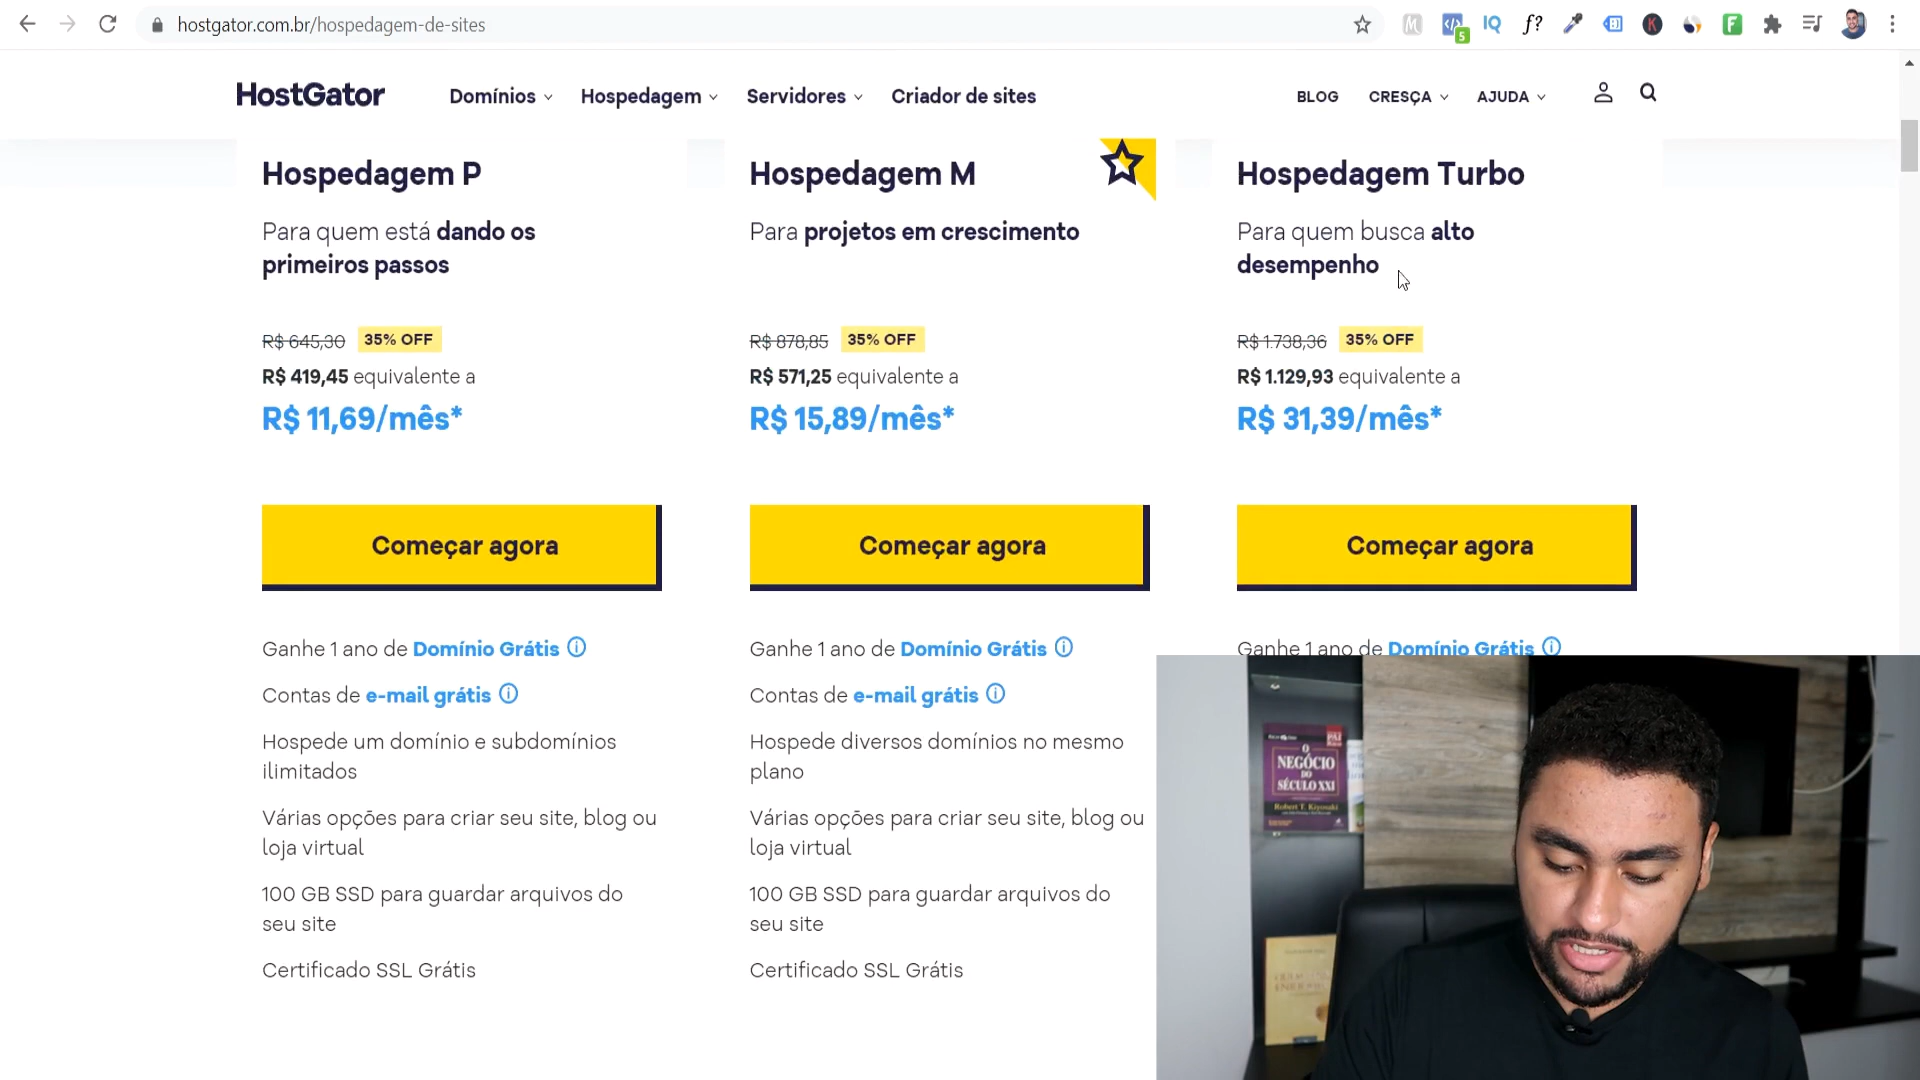 hostgator.com.br/hospedagem-de-sites
5
IQ
f?
K
F
HostGator
Domínios
Hospedagem
Servidores
Criador de sites
BLOG
CRESÇA
AJUDA
Hospedagem P
Para quem está dando os
primeiros passos
R$ 645,30 35% OFF
R$ 419,45 equivalente a
R$ 11,69/mês*
Começar agora
Ganhe 1 ano de Domínio Grátis
Contas de e-mail grátis
Hospede um domínio e subdomínios
ilimitados
Várias opções para criar seu site, blog ou
loja virtual
100 GB SSD para guardar arquivos do
seu site
Certificado SSL Grátis
Hospedagem M
Para projetos em crescimento
R$ 878,85 35% OFF
R$ 571,25 equivalente a
R$ 15,89/mês*
Começar agora
Ganhe 1 ano de Domínio Grátis
Contas de e-mail grátis
Hospede diversos domínios no mesmo
plano
Várias opções para criar seu site, blog ou
loja virtual
100 GB SSD para guardar arquivos do
seu site
Certificado SSL Grátis
Hospedagem Turbo
Para quem busca alto
desempenho
R$ 1.738,36 35% OFF
R$ 1.129,93 equivalente a
R$ 31,39/mês*
Começar agora
Ganhe 1 ano de Domínio Grátis
PAI
O
NEGÓCIO
DO
SÉCULO XXI
Robert T. Kiyosaki